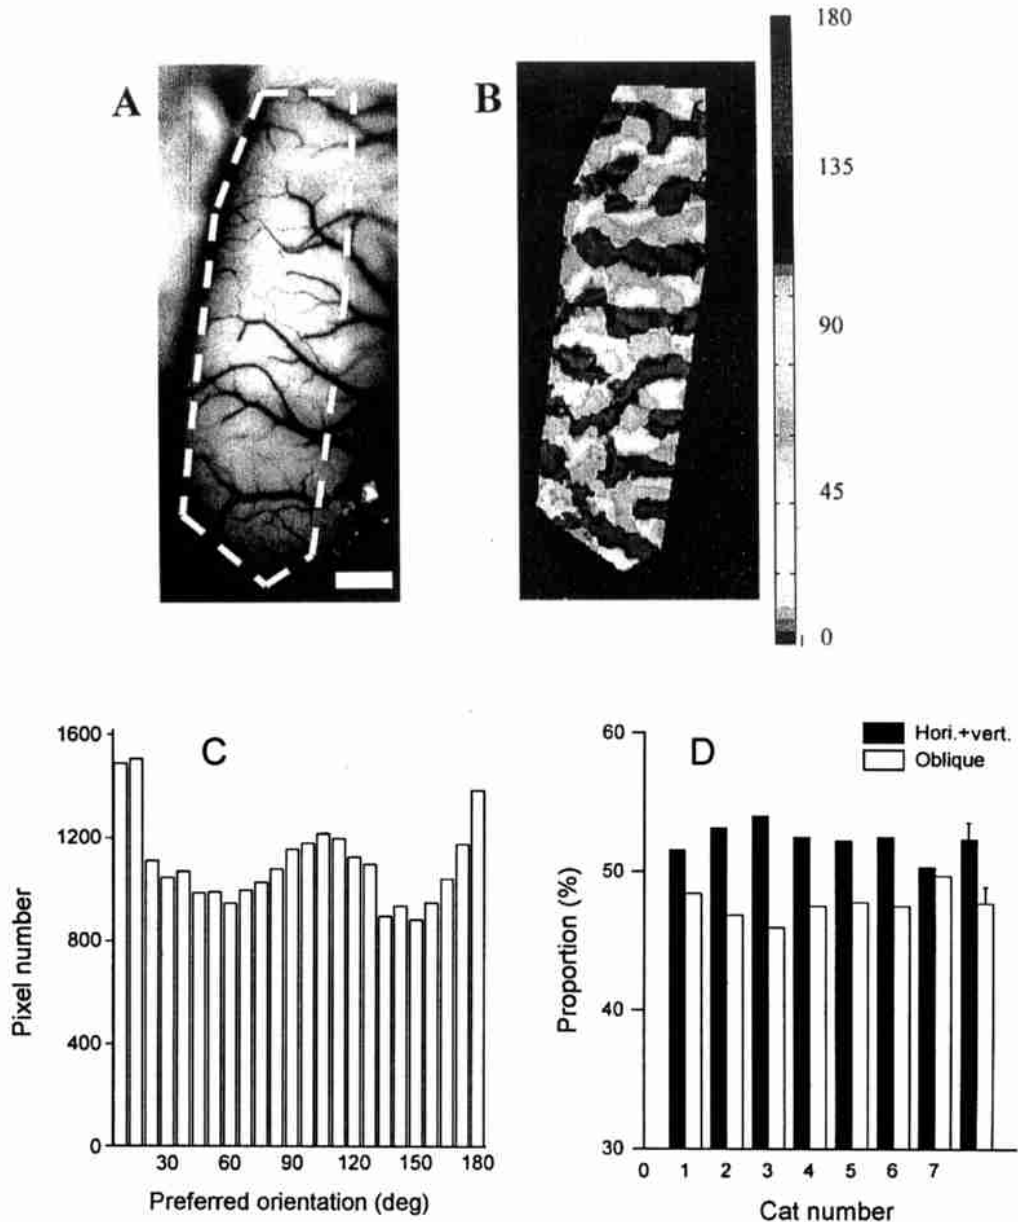 A
B
180
135
90
45
0
C
Pixel number
1600
1200
800
400
0
30 60 90 120 150 180
Preferred orientation (deg)
D
Hori.+vert.
Oblique
Proportion (%)
60
50
40
30
0 1 2 3 4 5 6 7
Cat number